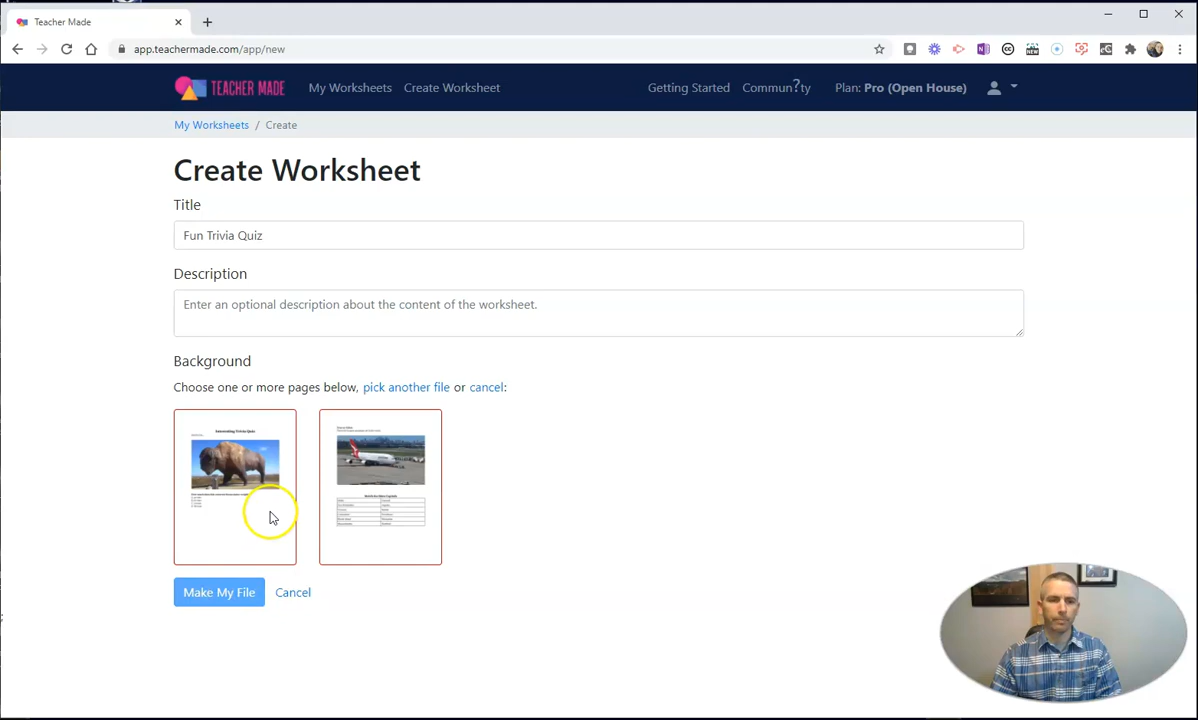 Teacher Made
app.teachermade.com/app/new
TEACHER MADE
My Worksheets
Create Worksheet
Getting Started
Commun?ty
Plan: Pro (Open House)
My Worksheets / Create
Create Worksheet
Title
Fun Trivia Quiz
Description
Enter an optional description about the content of the worksheet.
Background
Choose one or more pages below, pick another file or cancel:
Interesting Trivia Quiz
Make My File
Cancel